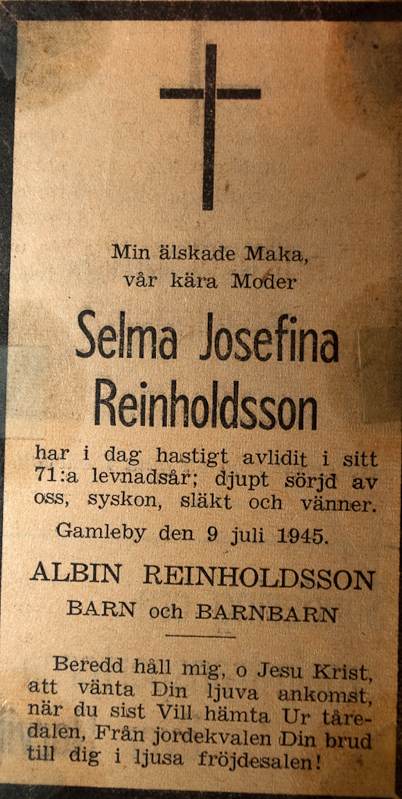 Min älskade Maka,
vår kära Moder
Selma Josefina
Reinholdsson
har i dag hastigt avlidit i sitt
71:a levnadsår; djupt sörjd av
oss, syskon, släkt och vänner.
Gamleby den 9 juli 1945.
ALBIN REINHOLDSSON
BARN och BARNBARN
Beredd håll mig, o Jesu Krist,
att vänta Din ljuva ankomst,
när du sist Vill hämta Ur tåre-
dalen, Från jordekvalen Din brud
till dig i ljusa fröjdesalen!